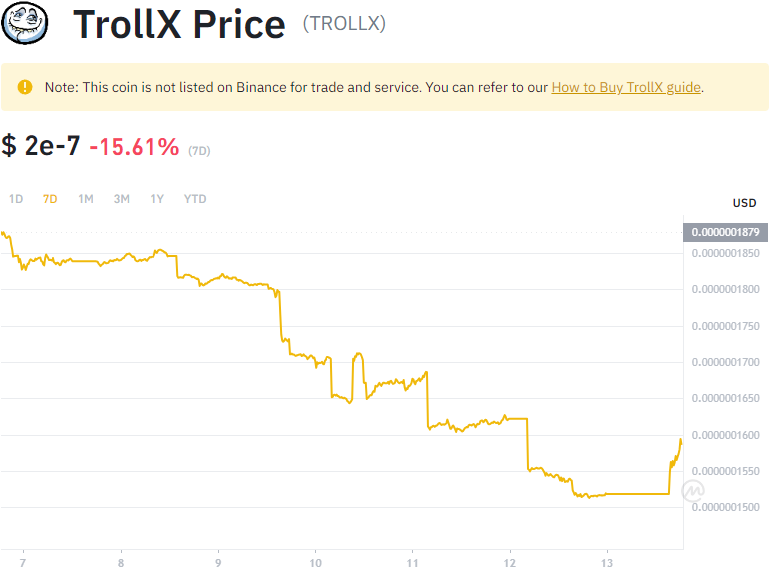 TrollX Price (TROLLX)
Note: This coin is not listed on Binance for trade and service. You can refer to our How to Buy TrollX guide.
$ 2e-7 -15.61% (7D)
1D 7D 1M 3M 1Y YTD
USD
0.0000001879
0.0000001850
0.0000001800
0.0000001750
0.0000001700
0.0000001650
0.0000001600
0.0000001550
0.0000001500
7 8 9 10 11 12 13